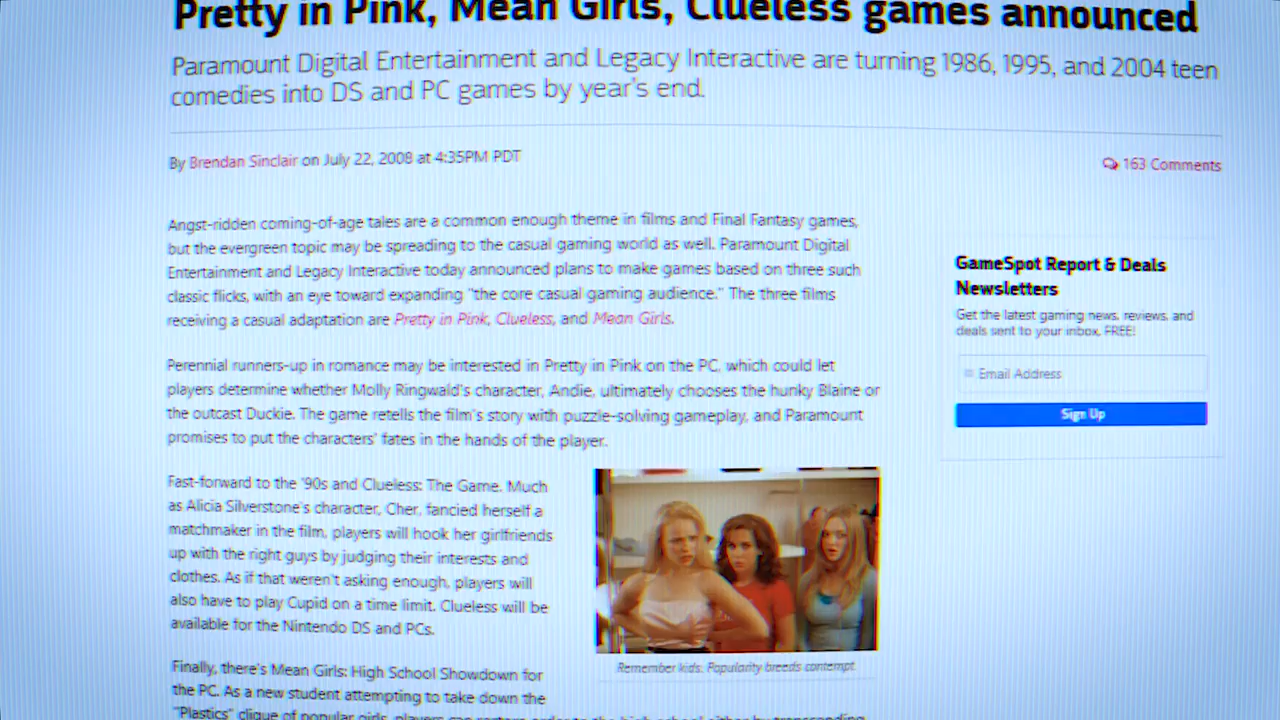 Pretty in Pink, Mean Girls, Clueless games announced
Paramount Digital Entertainment and Legacy Interactive are turning 1986, 1995, and 2004 teen
comedies into DS and PC games by year's end.
By Brendan Sinclair on July 22, 2008 at 4:35PM PDT
163 Comments
Angst-ridden coming-of-age tales are a common enough theme in films and Final Fantasy games,
but the evergreen topic may be spreading to the casual gaming world as well. Paramount Digital
Entertainment and Legacy Interactive today announced plans to make games based on three such
classic flicks, with an eye toward expanding "the core casual gaming audience." The three films
receiving a casual adaptation are Pretty in Pink, Clueless, and Mean Girls.
Perennial runners-up in romance may be interested in Pretty in Pink on the PC, which could let
players determine whether Molly Ringwald's character, Andie, ultimately chooses the hunky Blaine or
the outcast Duckie. The game retells the film's story with puzzle-solving gameplay, and Paramount
promises to put the characters' fates in the hands of the player.
Fast-forward to the '90s and Clueless: The Game. Much
as Alicia Silverstone's character, Cher, fancied herself a
matchmaker in the film, players will hook her girlfriends
up with the right guys by judging their interests and
clothes. As if that weren't asking enough, players will
also have to play Cupid on a time limit. Clueless will be
available for the Nintendo DS and PCs.
Remember kids: Popularity breeds contempt.
Finally, there's Mean Girls: High School Showdown for
the PC. As a new student attempting to take down the
"Plastics" clique of popular girls, players can restore order to the high school either by transcending
GameSpot Report & Deals
Newsletters
Get the latest gaming news, reviews, and
deals sent to your inbox, FREE!
Email Address
Sign Up